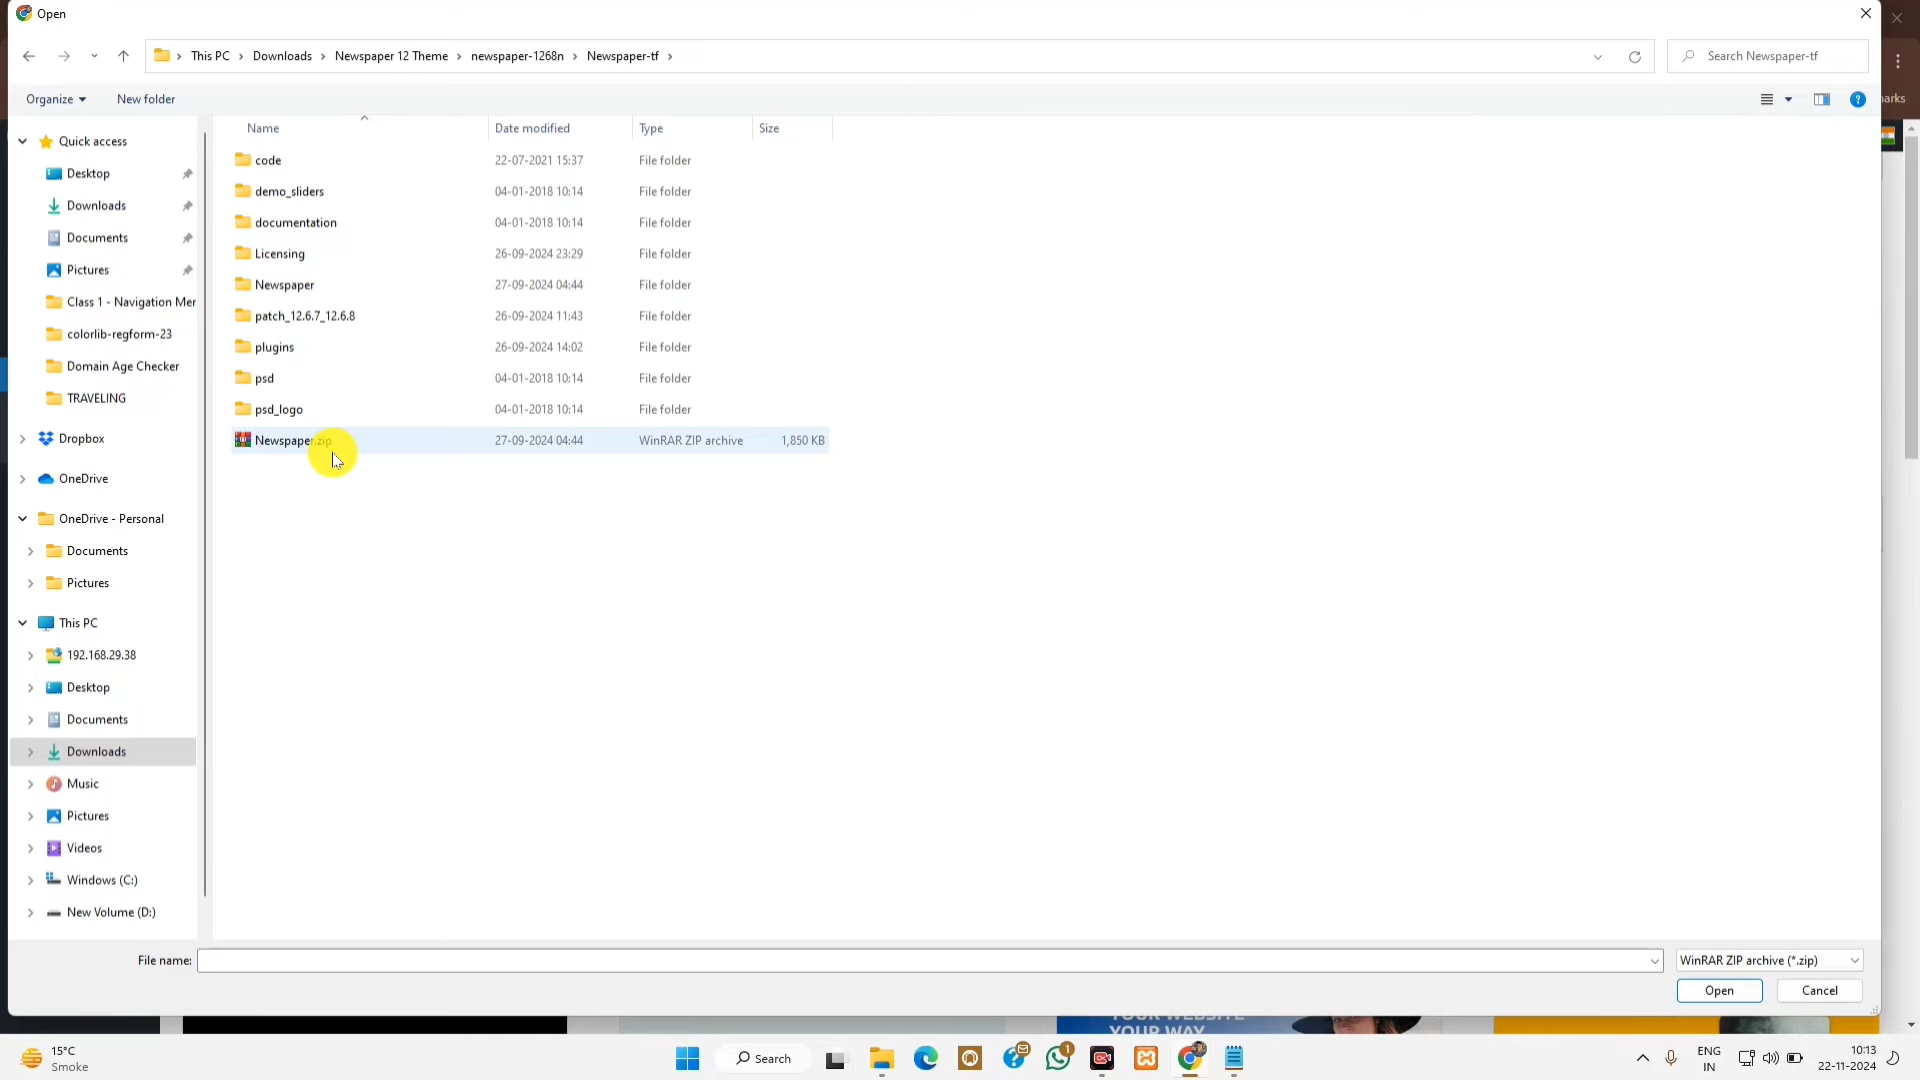 Open
This PC > Downloads > Newspaper 12 Theme > newspaper-1268n > Newspaper-tf >
Search Newspaper-tf
Organize
New folder
arks
Name
Date modified
Type
Size
Quick access
Desktop
Downloads
Documents
Pictures
Class 1 - Navigation Mer
colorlib-regform-23
Domain Age Checker
TRAVELING
Dropbox
OneDrive
OneDrive - Personal
Documents
Pictures
This PC
192.168.29.38
Desktop
Documents
Downloads
Music
Pictures
Videos
Windows (C:)
New Volume (D:)
code 22-07-2021 15:37 File folder
demo_sliders 04-01-2018 10:14 File folder
documentation 04-01-2018 10:14 File folder
Licensing 26-09-2024 23:29 File folder
Newspaper 27-09-2024 04:44 File folder
patch_12.6.7_12.6.8 26-09-2024 11:43 File folder
plugins 26-09-2024 14:02 File folder
psd 04-01-2018 10:14 File folder
psd_logo 04-01-2018 10:14 File folder
Newspaper.zip 27-09-2024 04:44 WinRAR ZIP archive 1,850 KB
File name:
WinRAR ZIP archive (*.zip)
Open
Cancel
YOUR WEBSITE
YOUR WAY
15°C
Smoke
Search
1
ENG
IN
10:13
22-11-2024